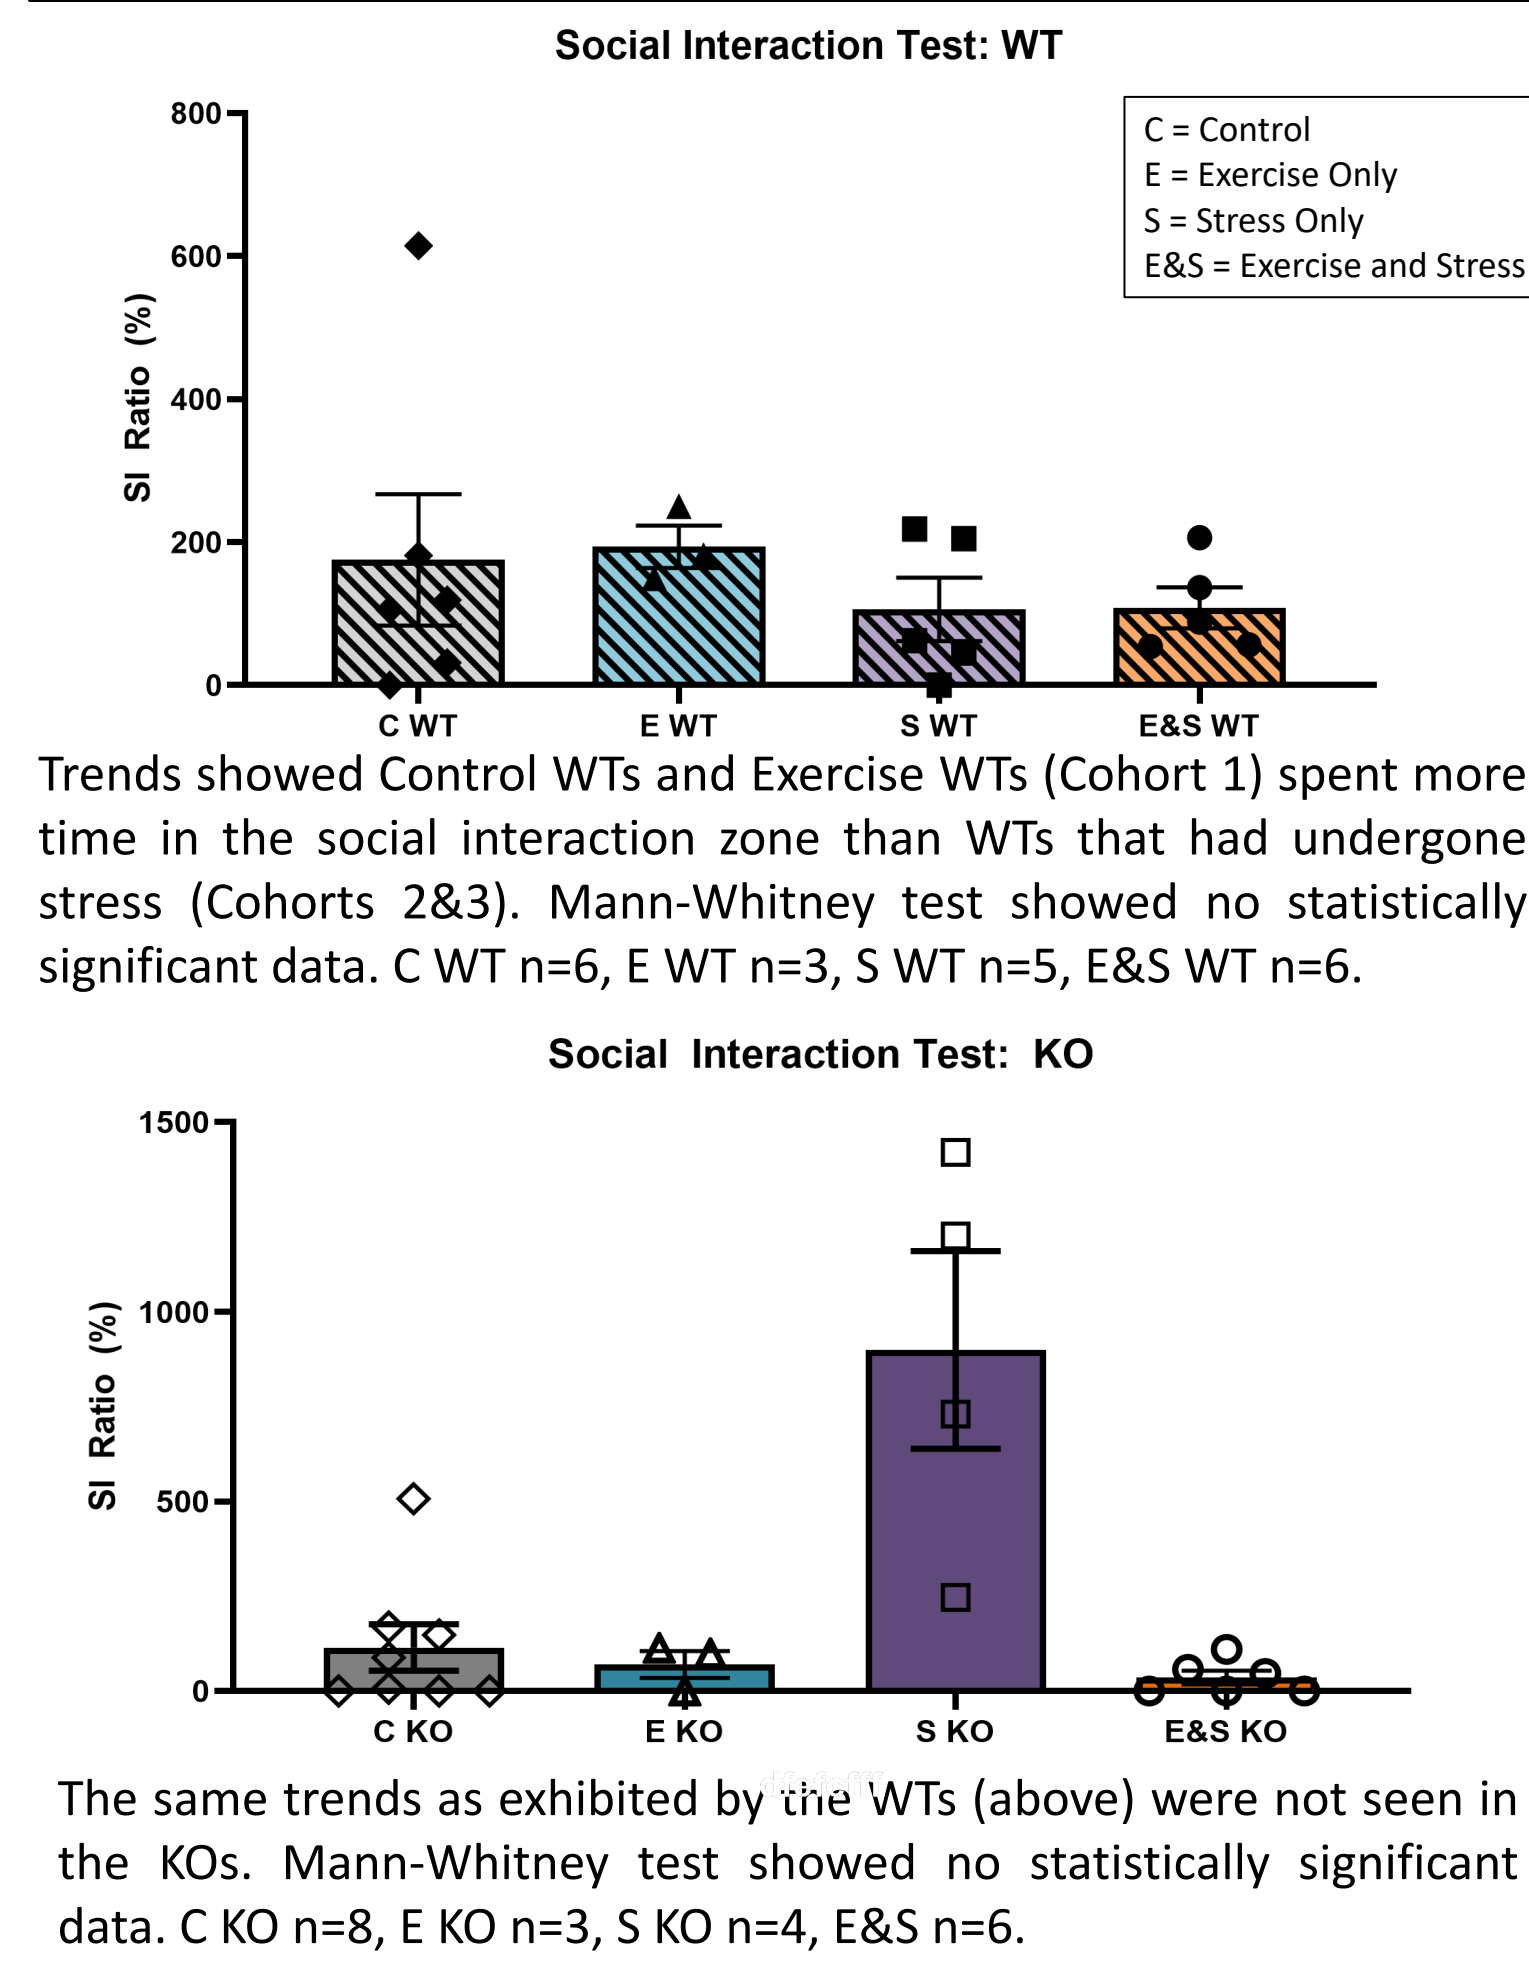 Social Interaction Test: WT
800
600
400
200
0
SI Ratio (%)
C = Control
E = Exercise Only
S = Stress Only
E&S = Exercise and Stress
C WT
E WT
S WT
E&S WT
Trends showed Control WTs and Exercise WTs (Cohort 1) spent more
time in the social interaction zone than WTs that had undergone
stress (Cohorts 2&3). Mann-Whitney test showed no statistically
significant data. C WT n=6, E WT n=3, S WT n=5, E&S WT n=6.
Social Interaction Test: KO
1500
1000
500
0
SI Ratio (%)
C KO
E KO
S KO
E&S KO
The same trends as exhibited by the WTs (above) were not seen in
the KOs. Mann-Whitney test showed no statistically significant
data. C KO n=8, E KO n=3, S KO n=4, E&S n=6.